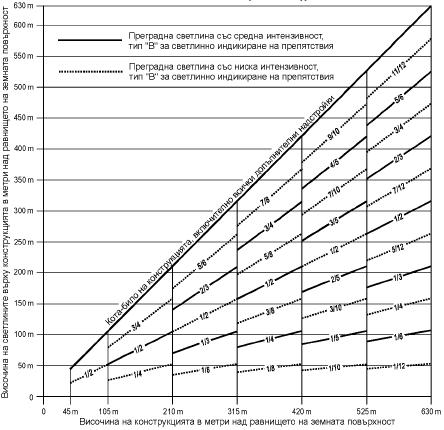 630 m
600 m
550 m
500 m
450 m
400 m
350 m
300 m
250 m
200 m
150 m
100 m
50 m
0
Височина на светлините върху конструкцията в метри над равнището на земната повърхност
Преградна светлина със средна интензивност,
тип "B" за светлинно индикиране на препятствия
Преградна светлина със ниска интензивност,
тип "B" за светлинно индикиране на препятствия
Кота-било на конструкцията, включително всички допълнителни надстройки
1/2
3/4
1/2
1/4
5/6
2/3
1/2
1/3
1/6
7/8
3/4
5/8
1/2
3/8
1/4
1/8
9/10
4/5
7/10
3/5
1/2
2/5
3/10
1/5
1/10
11/12
5/6
3/4
2/3
7/12
1/2
5/12
1/3
1/4
1/6
1/12
0 45 m 105 m 210 m 315 m 420 m 525 m 630 m
Височина на конструкцията в метри над равнището на земната повърхност